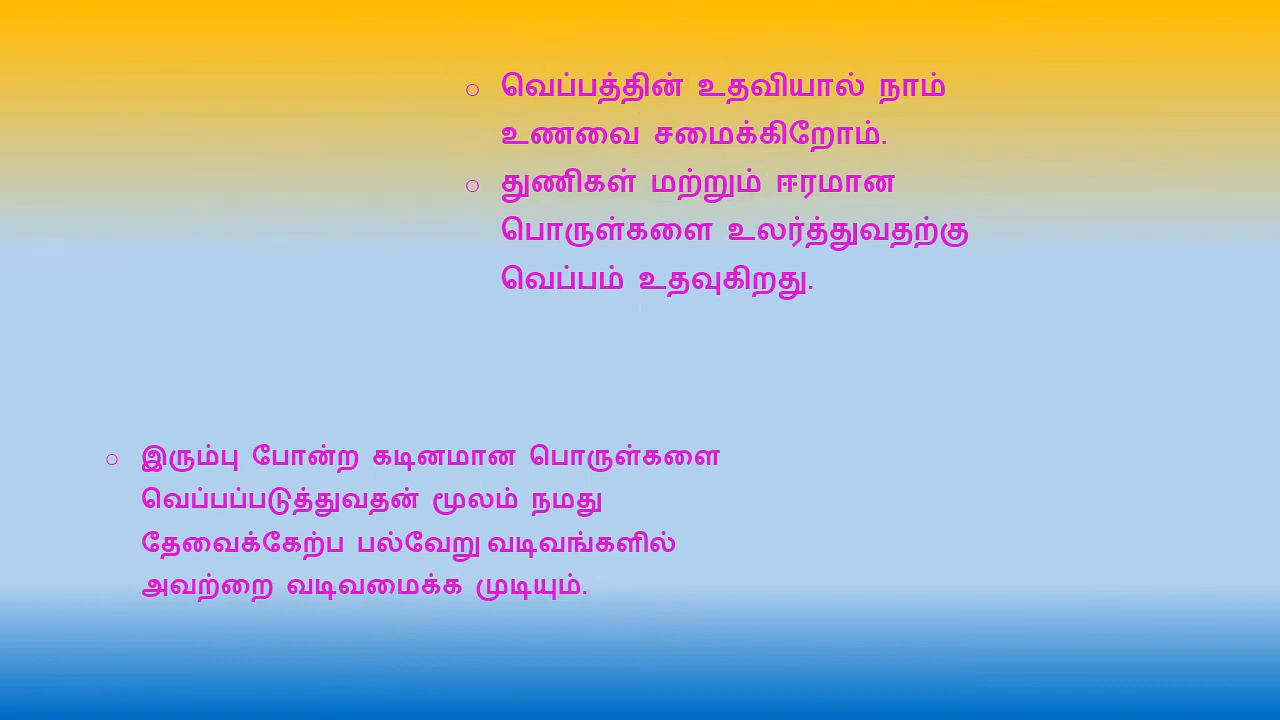 ○ வெப்பத்தின் உதவியால் நாம்
உணவை சமைக்கிறோம்.
○ துணிகள் மற்றும் ஈரமான
பொருள்களை உலர்த்துவதற்கு
வெப்பம் உதவுகிறது.
○ இரும்பு போன்ற கடினமான பொருள்களை
வெப்பப்படுத்துவதன் மூலம் நமது
தேவைக்கேற்ப பல்வேறு வடிவங்களில்
அவற்றை வடிவமைக்க முடியும்.